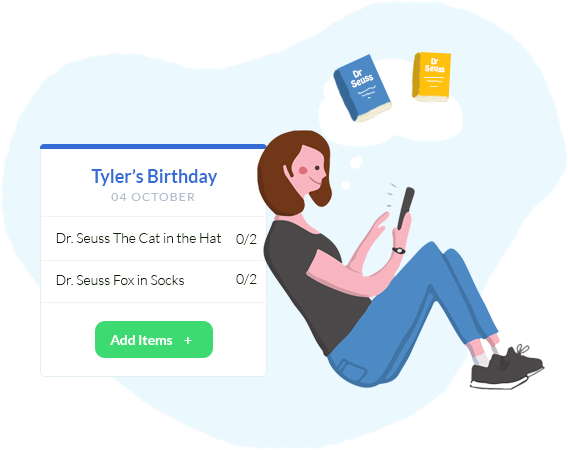 Dr
Seuss
Dr
Seuss
Tyler's Birthday
04 OCTOBER
Dr. Seuss The Cat in the Hat 0/2
Dr. Seuss Fox in Socks 0/2
Add Items +